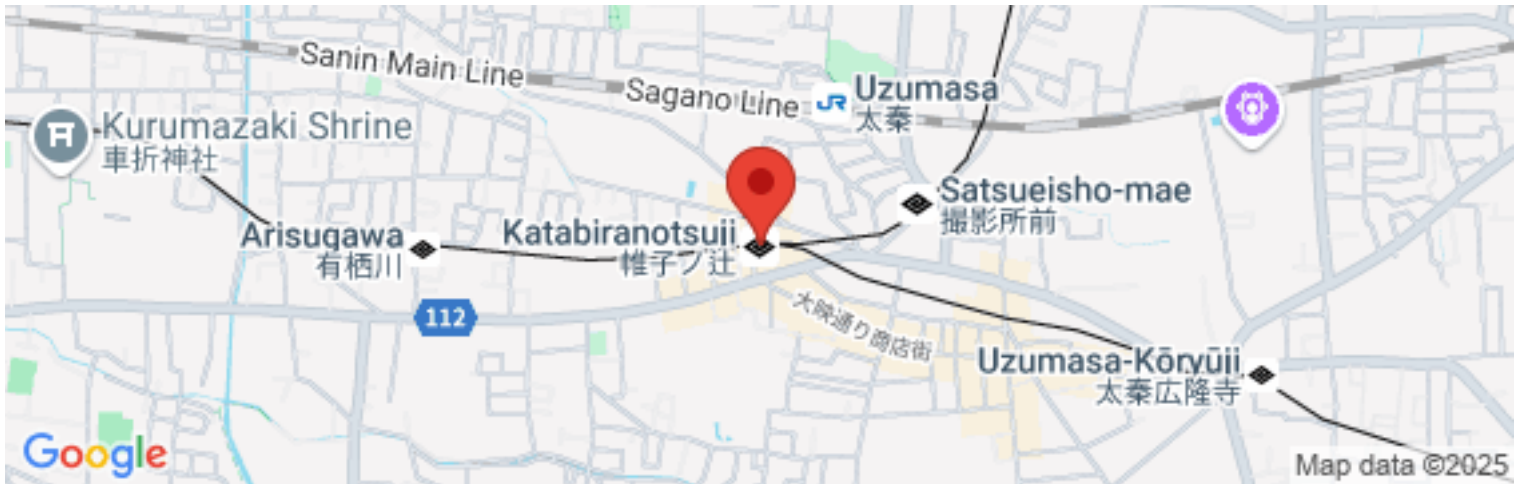 Sanin Main Line
Sagano Line
JR
Uzumasa
太秦
Kurumazaki Shrine
車折神社
Satsueisho-mae
撮影所前
Katabiranotsuji
帷子ノ辻
Arisugawa
有栖川
112
大映通り商店街
Uzumasa-Kōryūji
太秦広隆寺
Google
Map data ©2025